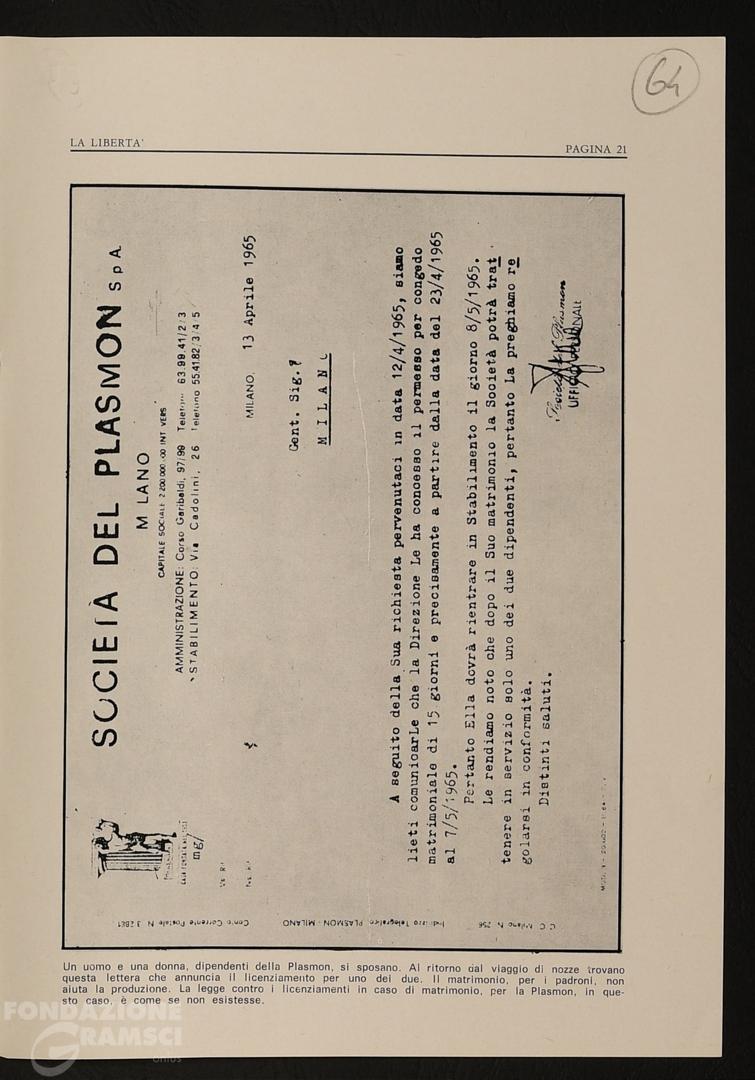 64
LA LIBERTA'
PAGINA 21
SOCIETÀ DEL PLASMON S p A.
MILANO
CAPITALE SOCIALE 2 200 000 000 INT VERS
AMMINISTRAZIONE: Corso Garibaldi, 97/99 Telefoni 63.99.41/2/3
STABILIMENTO: Via Cadolini, 26 Telefono 55.41.82/3/4/5
mg/
MILANO, 13 Aprile 1965
Gent. Sig.
MILANO
A seguito della Sua richiesta pervenutaci in data 12/4/1965, siamo
lieti comunicarLe che la Direzione Le ha concesso il permesso per congedo
matrimoniale di 15 giorni e precisamente a partire dalla data del 23/4/1965
al 7/5/1965.
Pertanto Ella dovrà rientrare in Stabilimento il giorno 8/5/1965.
Le rendiamo noto che dopo il Suo matrimonio la Società potrà trat
tenere in servizio solo uno dei due dipendenti, pertanto La preghiamo re
golarsi in conformità.
Distinti saluti.
Plasmon
UFFICIO PERSONALE
C. C. Milano N. 256
Indirizzo Telegrafico PLASMON - MILANO
Conto Corrente Postale N. 3 2861
Un uomo e una donna, dipendenti della Plasmon, si sposano. Al ritorno dal viaggio di nozze trovano
questa lettera che annuncia il licenziamento per uno dei due. Il matrimonio, per i padroni, non
aiuta la produzione. La legge contro i licenziamenti in caso di matrimonio, per la Plasmon, in que-
sto caso, è come se non esistesse.
FONDAZIONE
GRAMSCI
onlus